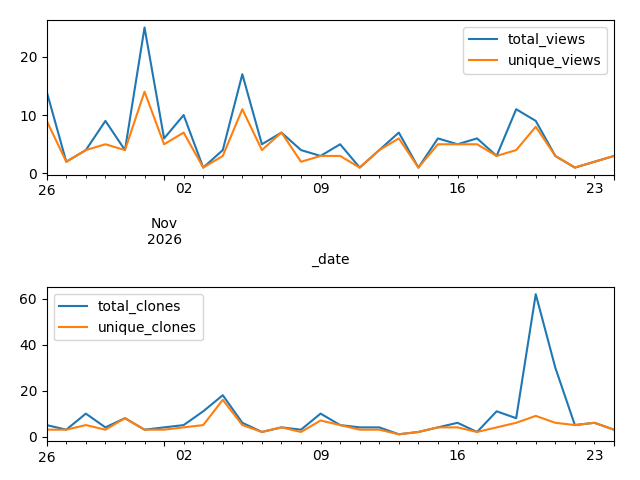 20
10
0
total_views
unique_views
26 02 09 16 23
Nov
2026
_date
60
40
20
0
total_clones
unique_clones
26 02 09 16 23